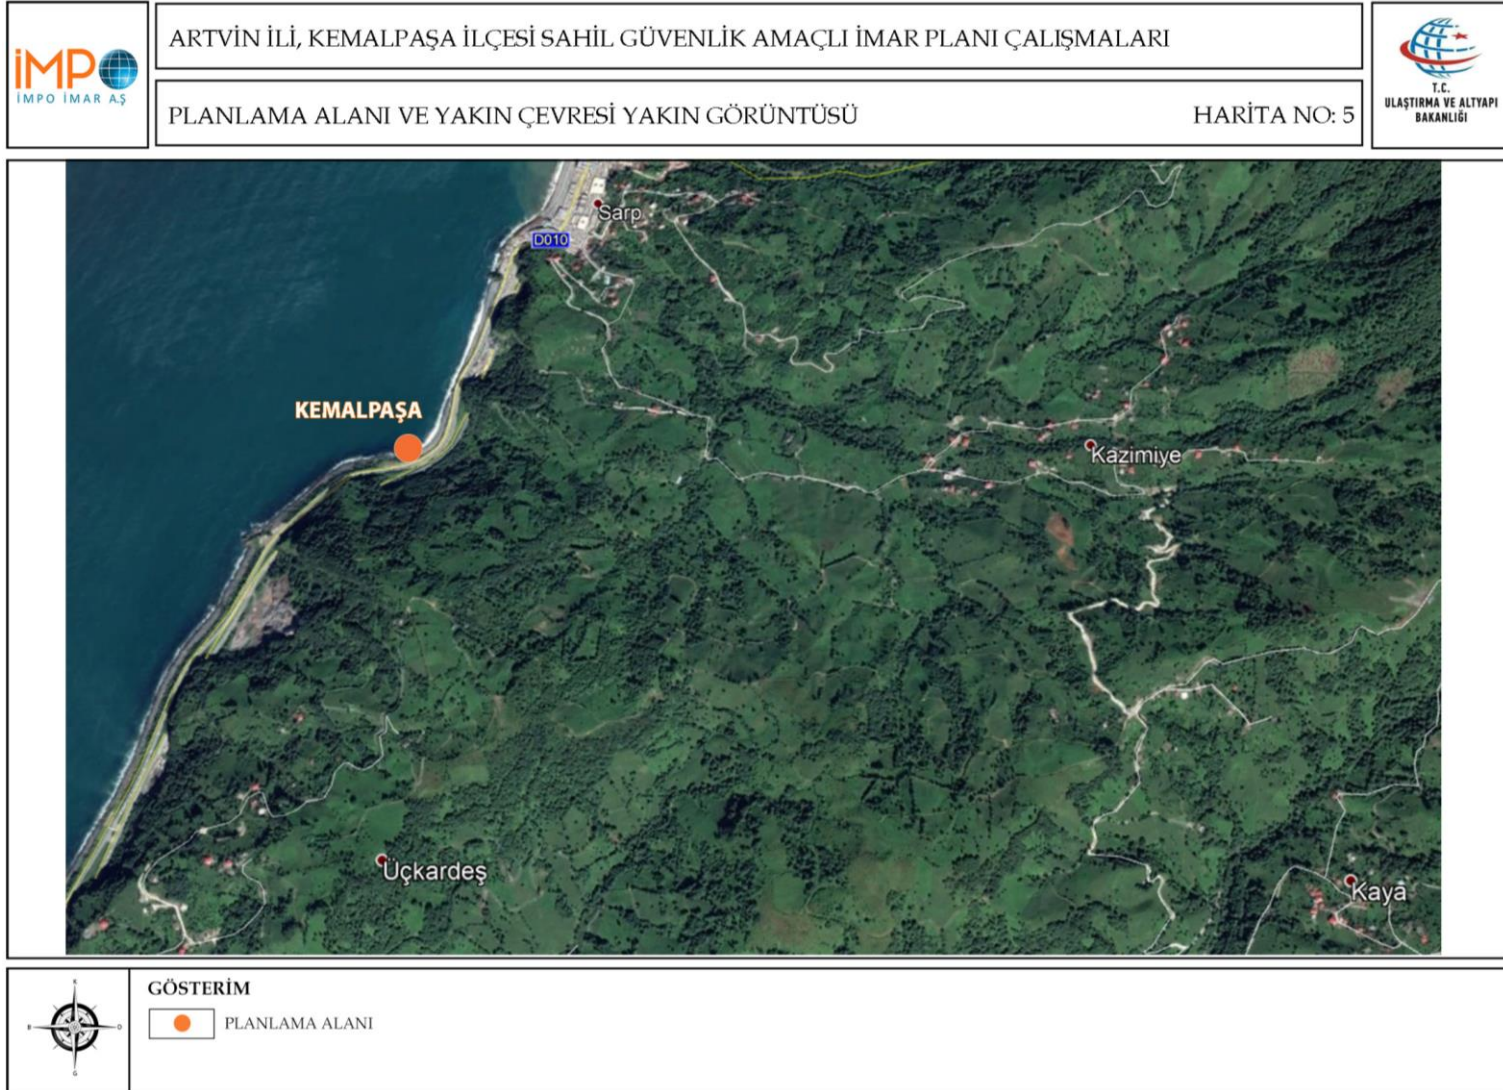 İMPO
İMPO İMAR A.Ş
ARTVİN İLİ, KEMALPAŞA İLÇESİ SAHİL GÜVENLİK AMAÇLI İMAR PLANI ÇALIŞMALARI
PLANLAMA ALANI VE YAKIN ÇEVRESİ YAKIN GÖRÜNTÜSÜ
HARİTA NO: 5
T.C.
ULAŞTIRMA VE ALTYAPI
BAKANLIĞI
Sarp
D010
KEMALPAŞA
Kazimiye
Üçkardeş
Kaya
K
B
D
G
GÖSTERİM
PLANLAMA ALANI